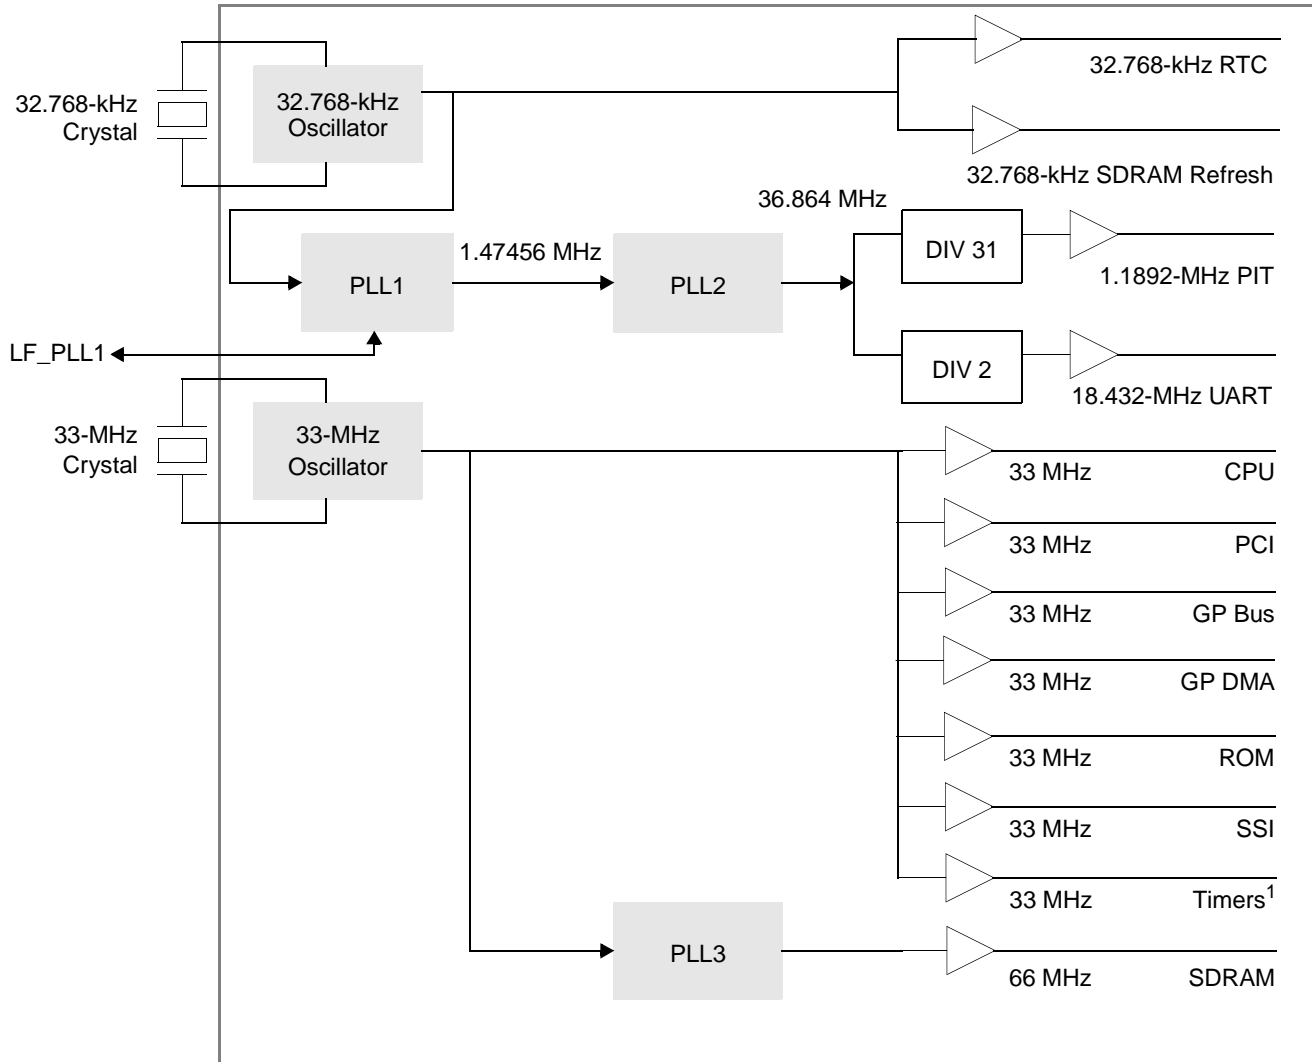 32.768-kHz
Crystal
32.768-kHz
Oscillator
32.768-kHz RTC
32.768-kHz SDRAM Refresh
36.864 MHz
1.47456 MHz
PLL1
PLL2
DIV 31
1.1892-MHz PIT
LF_PLL1
DIV 2
18.432-MHz UART
33-MHz
Crystal
33-MHz
Oscillator
33 MHz CPU
33 MHz PCI
33 MHz GP Bus
33 MHz GP DMA
33 MHz ROM
33 MHz SSI
33 MHz Timers¹
PLL3
66 MHz SDRAM